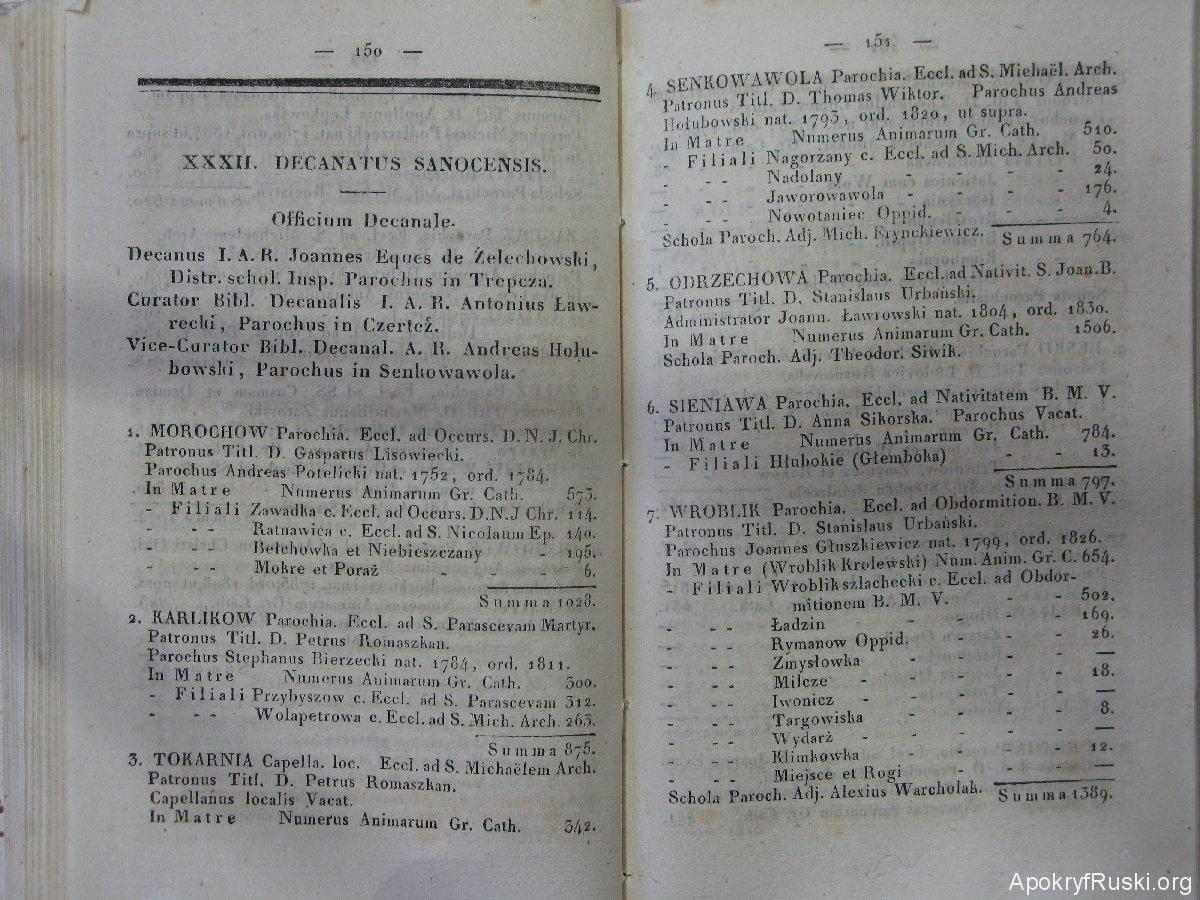 — 150 —
XXXII. DECANATUS SANOCENSIS.
Officium Decanale.
Decanus I. A. R. Joannes Eques de Żelechowski,
Distr. schol. Insp. Parochus in Trepcza.
Curator Bibl. Decanalis I. A. R. Antonius Ław-
recki, Parochus in Czerteź.
Vice-Curator Bibl. Decanal. A. R. Andreas Hołu-
bowski, Parochus in Senkowawola.
1. MOROCHOW Parochia. Eccl. ad Occurs. D. N. J. Chr.
Patronus Titl. D. Gasparus Lisowiecki.
Parochus Andreas Potelicki nat. 1752, ord. 1784.
In Matre - Numerus Animarum Gr. Cath. 573.
- Filiali Zawadka c. Eccl. ad Occurs. D.N.J Chr. 114.
- - - Ratnawica c. Eccl. ad S. Nicolaum Ep. 140.
- - - Bełchowka et Niebieszczany - 195.
- - - Mokre et Poraż - - - - 6.
Summa 1028.
2. KARLIKOW Parochia. Eccl. ad S. Parascevam Martyr.
Patronus Titl. D. Petrus Romaszkan.
Parochus Stephanus Bierzecki nat. 1784, ord. 1811.
In Matre Numerus Animarum Gr. Cath. 300.
- Filiali Przybyszow c. Eccl. ad S. Parascevam 312.
- - - Wolapetrowa c. Eccl. ad S. Mich. Arch. 263.
Summa 875.
3. TOKARNIA Capella. loc. Eccl. ad S. Michaëlem Arch.
Patronus Titl. D. Petrus Romaszkan.
Capellanus localis Vacat.
In Matre Numerus Animarum Gr. Cath. 342.
— 151 —
4. SENKOWAWOLA Parochia. Eccl. ad S. Miehaël. Arch.
Patronus Titl. D. Thomas Wiktor. Parochus Andreas
Hołubowski nat. 1793, ord. 1820, ut supra.
In Matre Numerus Animarum Gr. Cath. 510.
- Filiali Nagorzany c. Eccl. ad S. Mich. Arch. 50.
- - - Nadolany - - - 24.
- - - Jaworowawola - - - 176.
- - - Nowotaniec Oppid. - - 4.
Schola Paroch. Adj. Mich. Frynckiewicz. Summa 764.
5. ODRZECHOWA Parochia. Eccl. ad Nativit. S. Joan. B.
Patronus Titl. D. Stanislaus Urbański.
Administrator Joann. Ławrowski nat. 1804, ord. 1830.
In Matre Numerus Animarum Gr. Cath. 1506.
Schola Paroch. Adj. Theodor. Siwik.
6. SIENIAWA Parochia. Eccl. ad Nativitatem B. M. V.
Patronus Titl. D. Anna Sikorska. Parochus Vacat.
In Matre Numerus Animarum Gr. Cath. 784.
- Filiali Hłubokie (Głemboka) - - 13.
Summa 797.
7. WROBLIK Parochia. Eccl. ad Obdormition. B. M. V.
Patronus Titl. D. Stanislaus Urbański.
Parochus Joannes Głuszkiewicz nat. 1799, ord. 1826.
In Matre (Wroblik Krolewski) Num. Anim. Gr. C. 654.
- Filiali Wroblik szlachecki c. Eccl. ad Obdor-
mitionem B. M. V. - - 502.
- - - Ładzin - - - - - 169.
- - - Rymanow Oppid. - - - 26.
- - - Zmysłowka - - - - —
- - - Milcze - - - - - 18.
- - - Iwonicz - - - - - —
- - - Targowiska - - - - 8.
- - - Wydarż - - - - - —
- - - Klimkowka - - - - 12.
- - - Miejsce et Rogi - - - —
Schola Paroch. Adj. Alexius Warcholak. Summa 1389.
ApokryfRuski.org